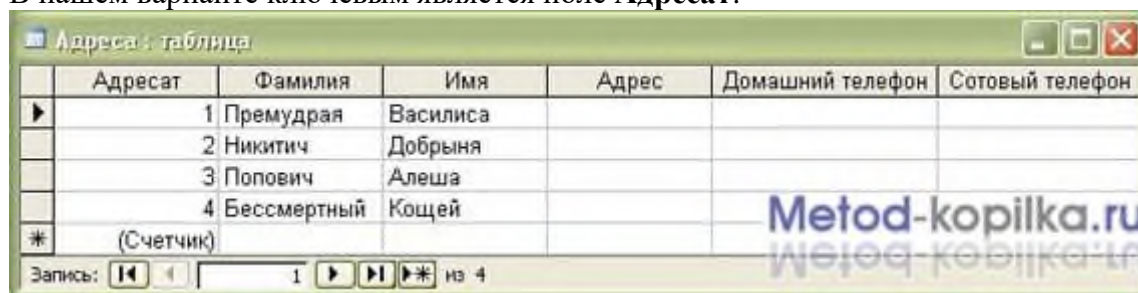 В нашем варианте ключевым является поле Адресат.
Адреса : таблица
Адресат Фамилия Имя Адрес Домашний телефон Сотовый телефон
1 Премудрая Василиса
2 Никитич Добрыня
3 Попович Алеша
4 Бессмертный Кощей
(Счетчик)
Запись: 1 из 4
Metod-kopilka.ru